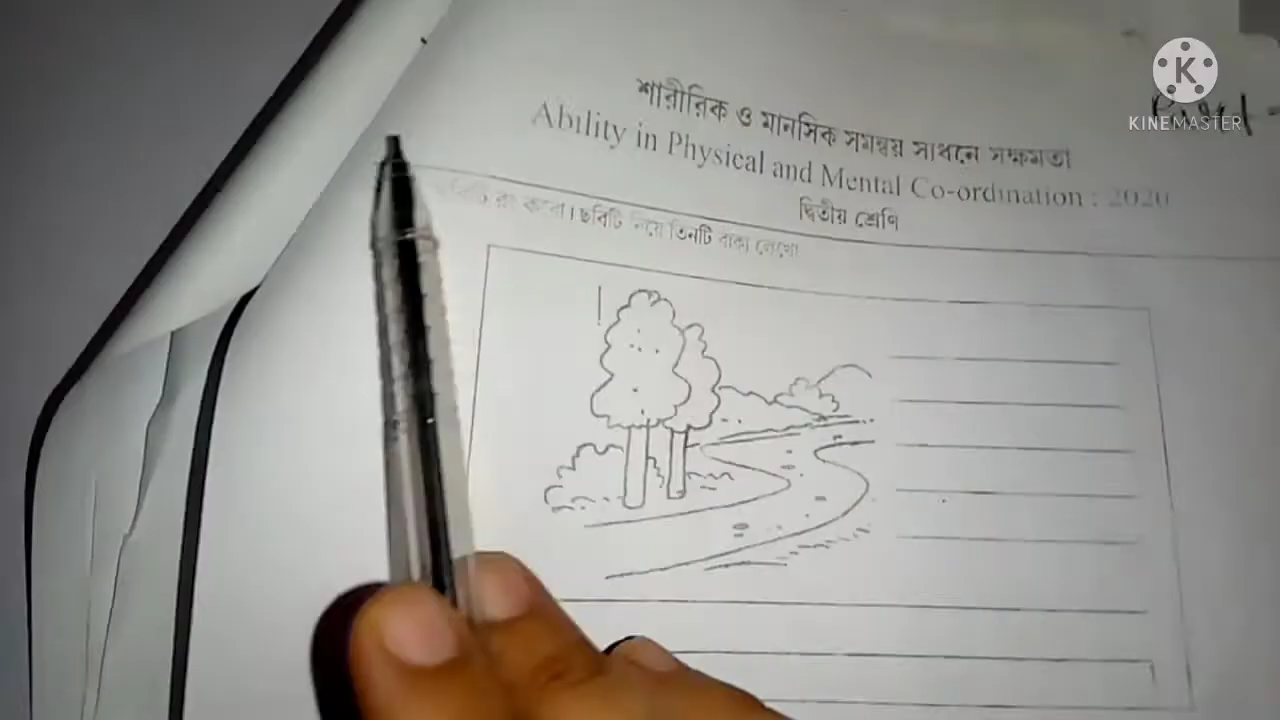 শারীরিক ও মানসিক সমন্বয় সাধনে সক্ষমতা
Ability in Physical and Mental Co-ordination : 2020
দ্বিতীয় শ্রেণি
ছবিটি নিয়ে তিনটি বাক্য লেখো
K
KINEMASTER